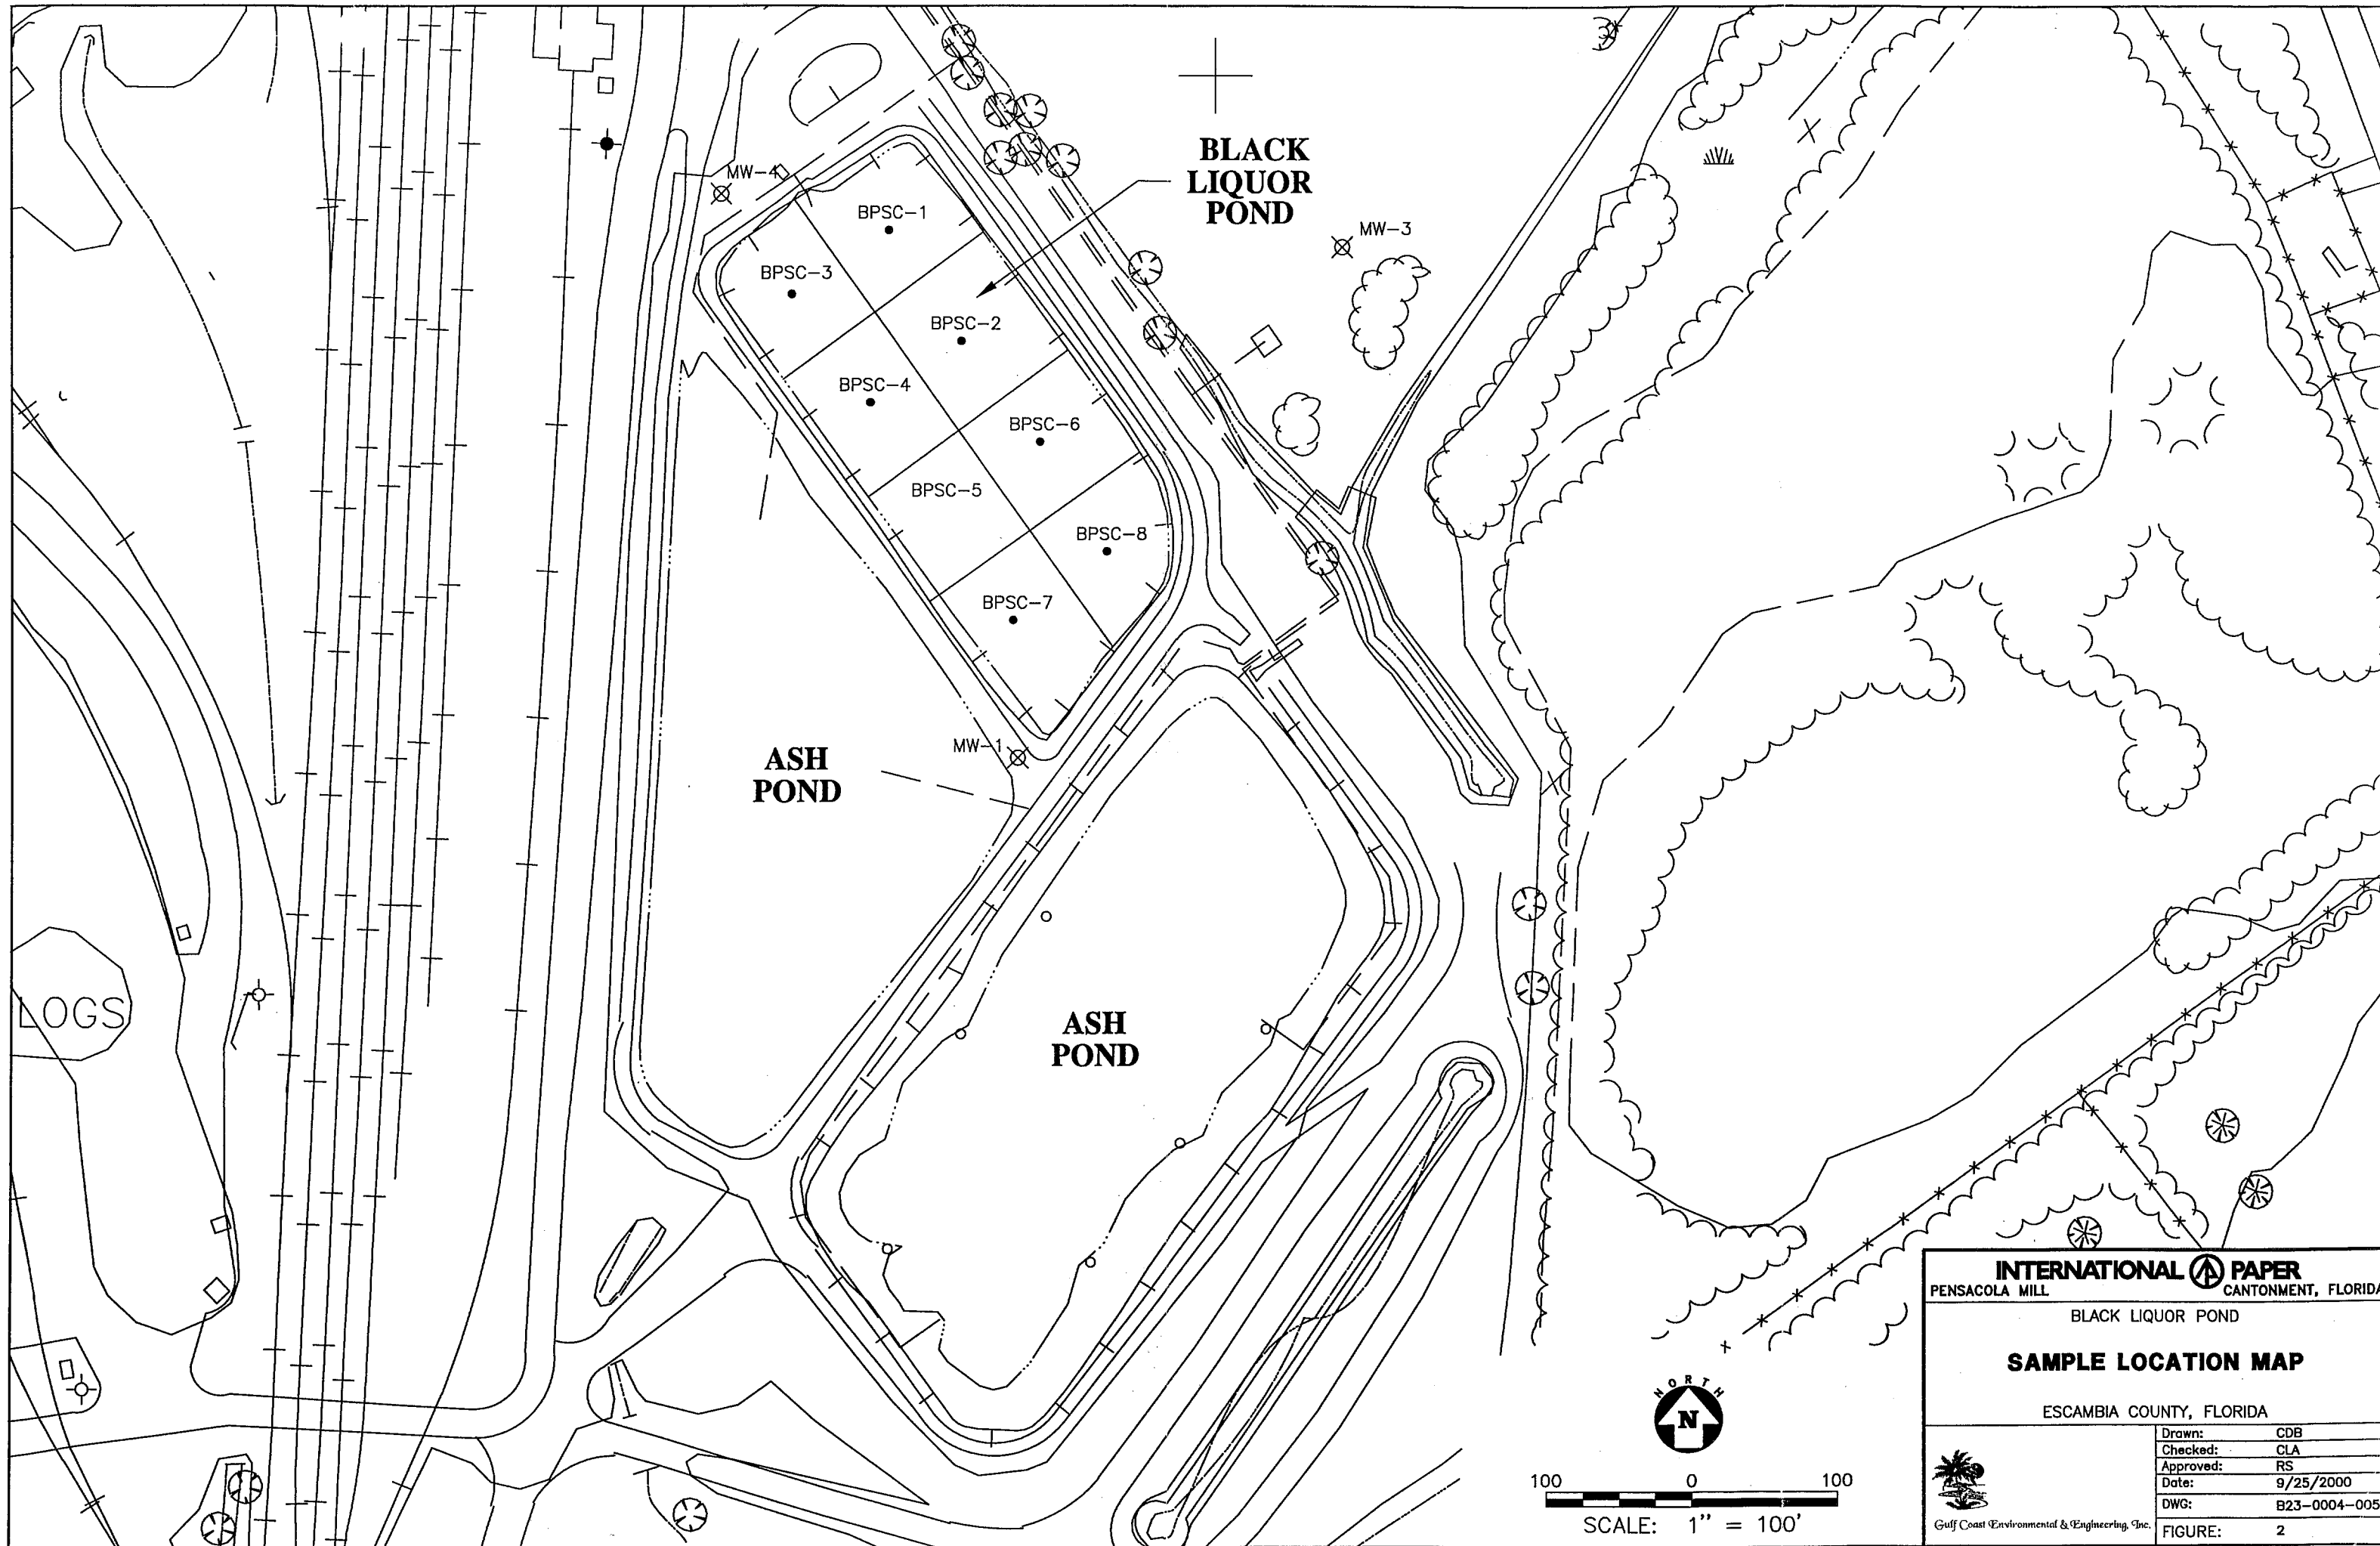 BLACK
LIQUOR
POND
MW-4
BPSC-1
MW-3
BPSC-3
BPSC-2
BPSC-4
BPSC-6
BPSC-5
BPSC-8
BPSC-7
MW-1
ASH
POND
LOGS
ASH
POND
INTERNATIONAL PAPER
PENSACOLA MILL CANTONMENT, FLORIDA
BLACK LIQUOR POND
SAMPLE LOCATION MAP
ESCAMBIA COUNTY, FLORIDA
Drawn: CDB
Checked: CLA
Approved: RS
Date: 9/25/2000
DWG: B23-0004-005
FIGURE: 2
Gulf Coast Environmental & Engineering, Inc.
NORTH
N
100 0 100
SCALE: 1" = 100'